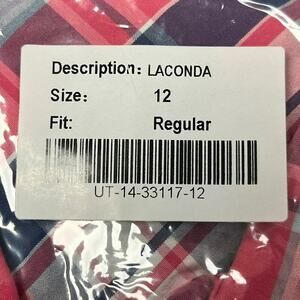 Description: LACONDA
Size: 12
Fit: Regular
UT-14-33117-12